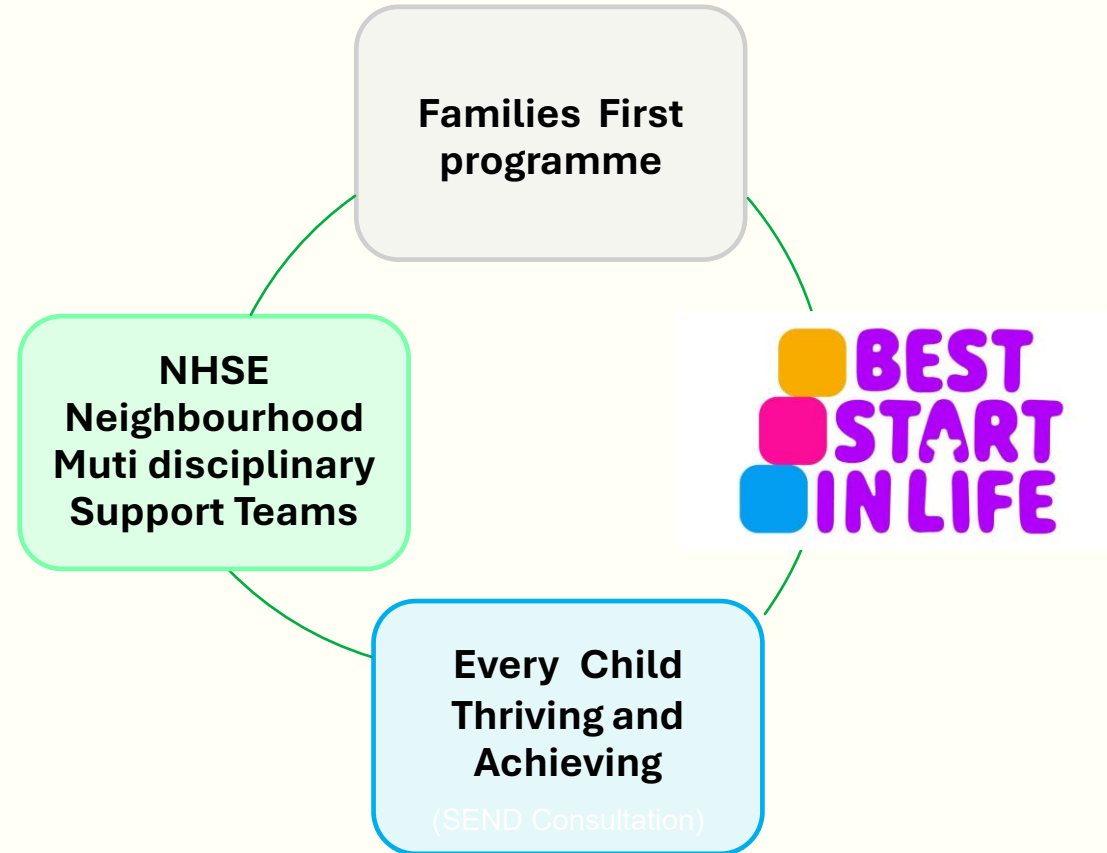 Families First
programme
BEST
START
IN LIFE
Every Child
Thriving and
Achieving
(SEND Consultation)
NHSE
Neighbourhood
Muti disciplinary
Support Teams